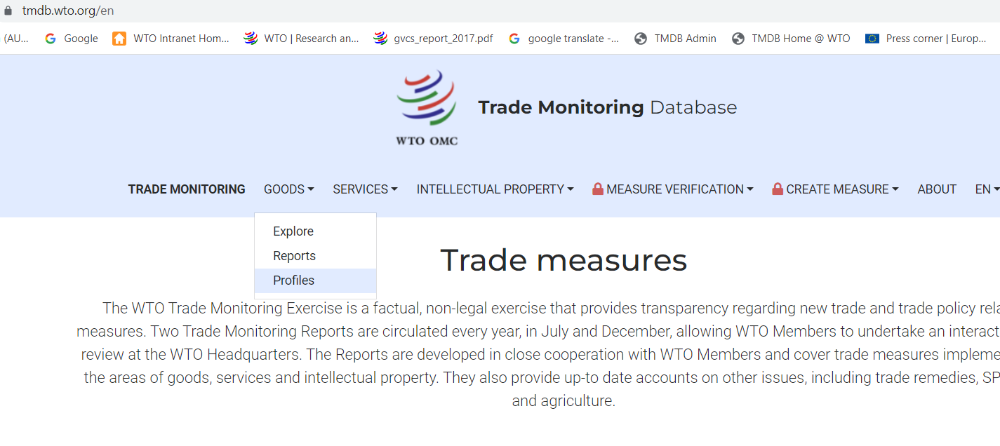 tmdb.wto.org/en
(AU... Google WTO Intranet Hom... WTO | Research an... gvcs_report_2017.pdf google translate -... TMDB Admin TMDB Home @ WTO Press corner | Europ...
WTO OMC
Trade Monitoring Database
TRADE MONITORING GOODS SERVICES INTELLECTUAL PROPERTY MEASURE VERIFICATION CREATE MEASURE ABOUT EN
Explore
Reports
Profiles
Trade measures
The WTO Trade Monitoring Exercise is a factual, non-legal exercise that provides transparency regarding new trade and trade policy rela
measures. Two Trade Monitoring Reports are circulated every year, in July and December, allowing WTO Members to undertake an interact
review at the WTO Headquarters. The Reports are developed in close cooperation with WTO Members and cover trade measures impleme
the areas of goods, services and intellectual property. They also provide up-to date accounts on other issues, including trade remedies, SP
and agriculture.